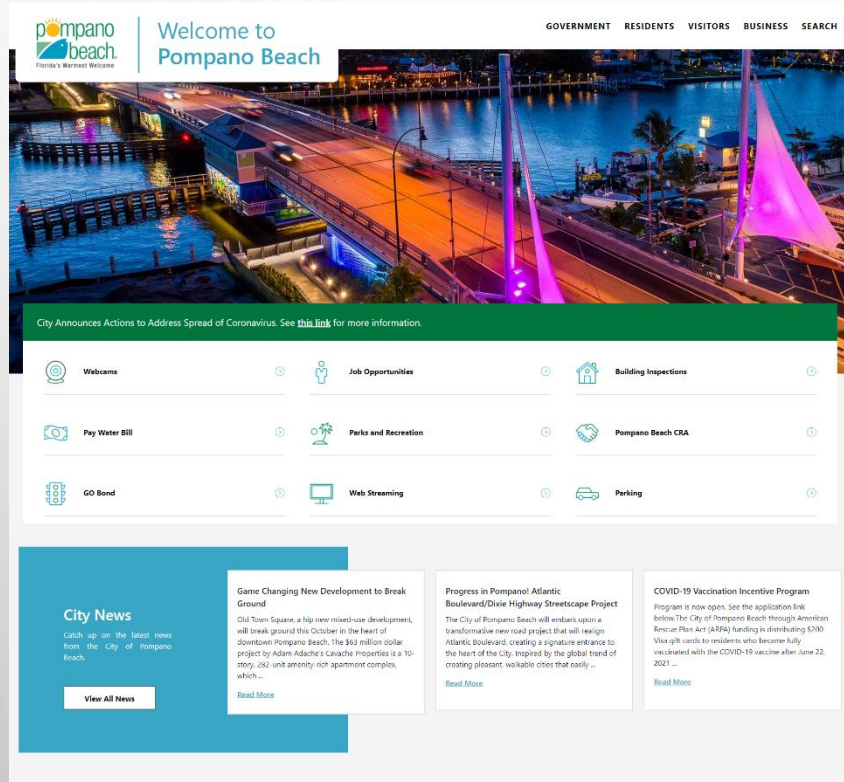 pompano
beach.
Florida's Warmest Welcome
Welcome to
Pompano Beach
GOVERNMENT RESIDENTS VISITORS BUSINESS SEARCH
City Announces Actions to Address Spread of Coronavirus. See this link for more information.
Webcams
Job Opportunities
Building Inspections
Pay Water Bill
Parks and Recreation
Pompano Beach CRA
GO Bond
Web Streaming
Parking
City News
Catch up on the latest news
from the City of Pompano
Beach.
View All News
Game Changing New Development to Break
Ground
Old Town Square, a hip new mixed-use development,
will break ground this October in the heart of
downtown Pompano Beach. The $63 million dollar
project by Adam Adache's Cavache Properties is a 10-
story, 282-unit amenity-rich apartment complex,
which ...
Read More
Progress in Pompano! Atlantic
Boulevard/Dixie Highway Streetscape Project
The City of Pompano Beach will embark upon a
transformative new road project that will realign
Atlantic Boulevard, creating a signature entrance to
the heart of the City. Inspired by the global trend of
creating pleasant, walkable cities that easily ...
Read More
COVID-19 Vaccination Incentive Program
Program is now open. See the application link
below.The City of Pompano Beach through American
Rescue Plan Act (ARPA) funding is distributing $200
Visa gift cards to residents who became fully
vaccinated with the COVID-19 vaccine after June 22,
2021 ...
Read More